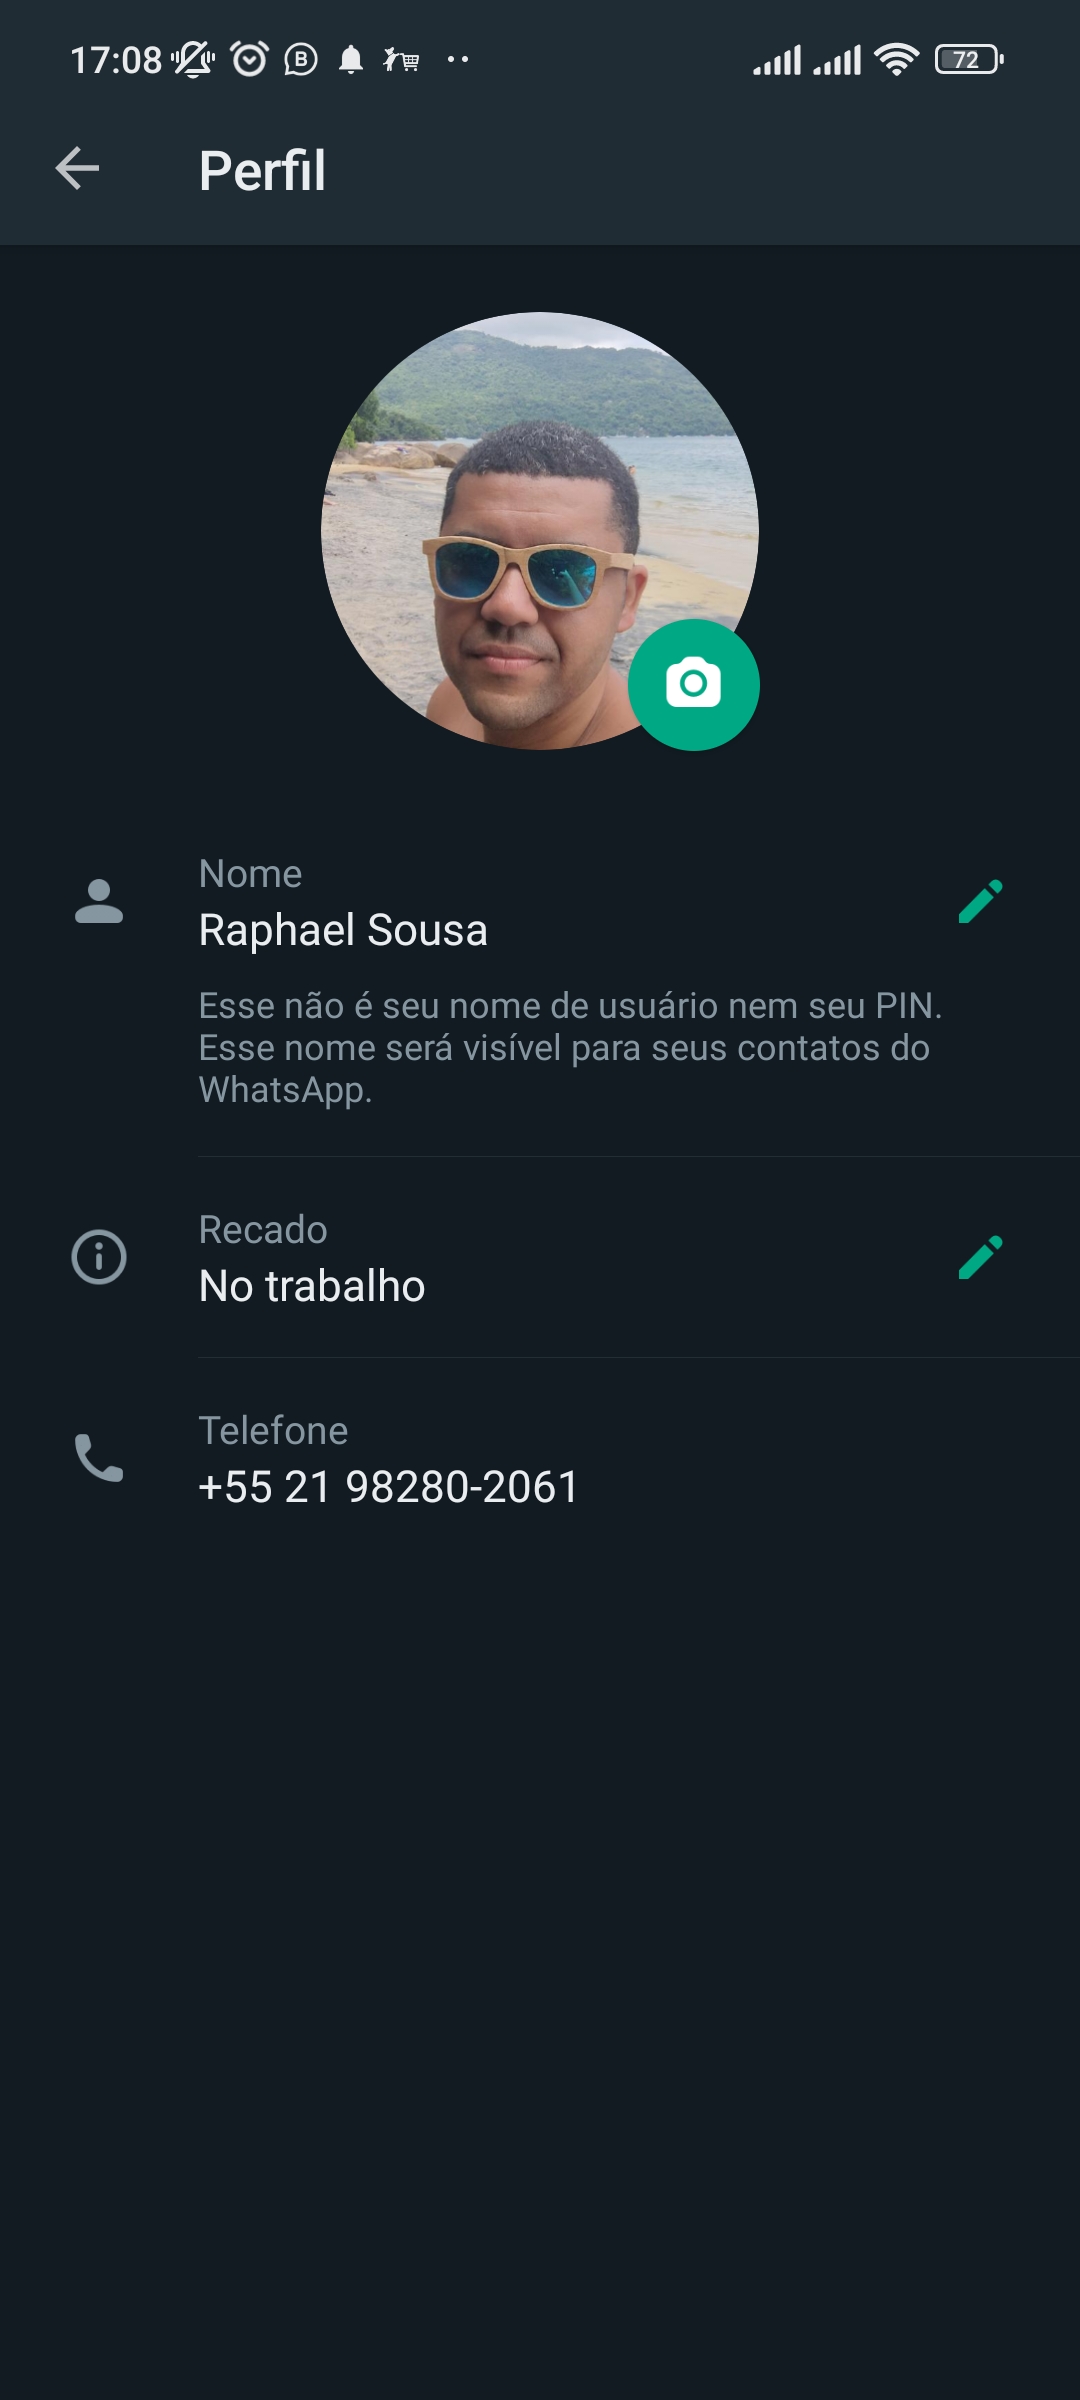 17:08
72
Perfil
Nome
Raphael Sousa
Esse não é seu nome de usuário nem seu PIN.
Esse nome será visível para seus contatos do
WhatsApp.
Recado
No trabalho
Telefone
+55 21 98280-2061